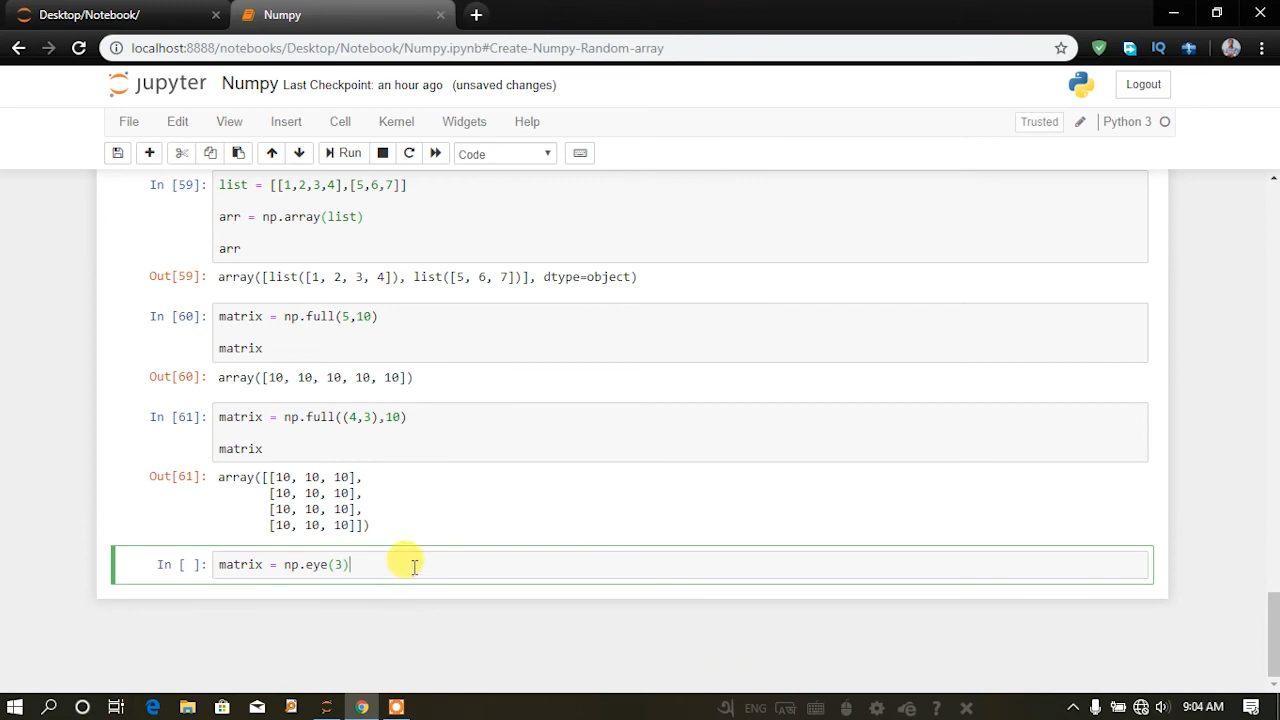 Desktop/Notebook/
Numpy
localhost:8888/notebooks/Desktop/Notebook/Numpy.ipynb#Create-Numpy-Random-array
IQ
jupyter Numpy Last Checkpoint: an hour ago (unsaved changes)
Logout
File Edit View Insert Cell Kernel Widgets Help
Trusted Python 3
Run Code
In [59]: list = [[1,2,3,4],[5,6,7]]
arr = np.array(list)
arr
Out[59]: array([list([1, 2, 3, 4]), list([5, 6, 7])], dtype=object)
In [60]: matrix = np.full(5,10)
matrix
Out[60]: array([10, 10, 10, 10, 10])
In [61]: matrix = np.full((4,3),10)
matrix
Out[61]: array([[10, 10, 10],
[10, 10, 10],
[10, 10, 10],
[10, 10, 10]])
In [ ]: matrix = np.eye(3)
ENG 9:04 AM